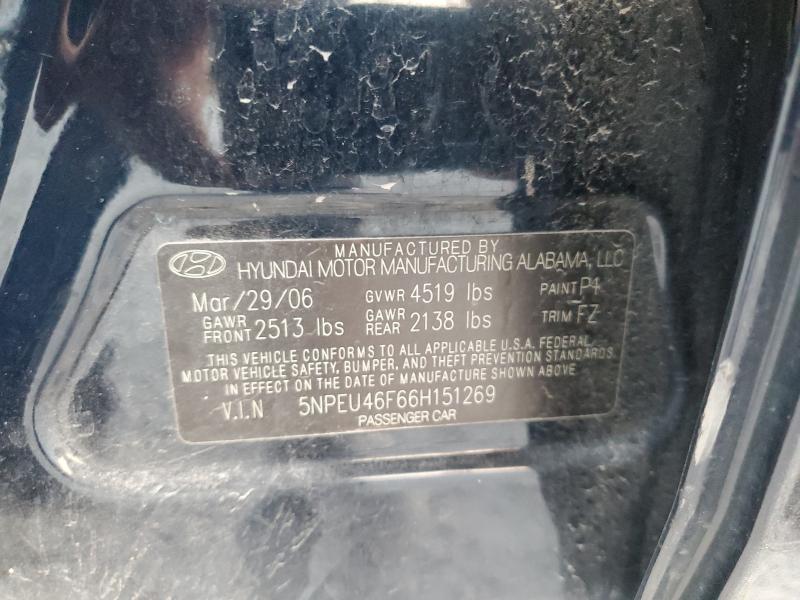 MANUFACTURED BY
HYUNDAI MOTOR MANUFACTURING ALABAMA, LLC
Mar/29/06 GVWR 4519 lbs PAINT P4
GAWR FRONT 2513 lbs GAWR REAR 2138 lbs TRIM FZ
THIS VEHICLE CONFORMS TO ALL APPLICABLE U.S.A. FEDERAL
MOTOR VEHICLE SAFETY, BUMPER, AND THEFT PREVENTION STANDARDS
IN EFFECT ON THE DATE OF MANUFACTURE SHOWN ABOVE
V.I.N 5NPEU46F66H151269
PASSENGER CAR